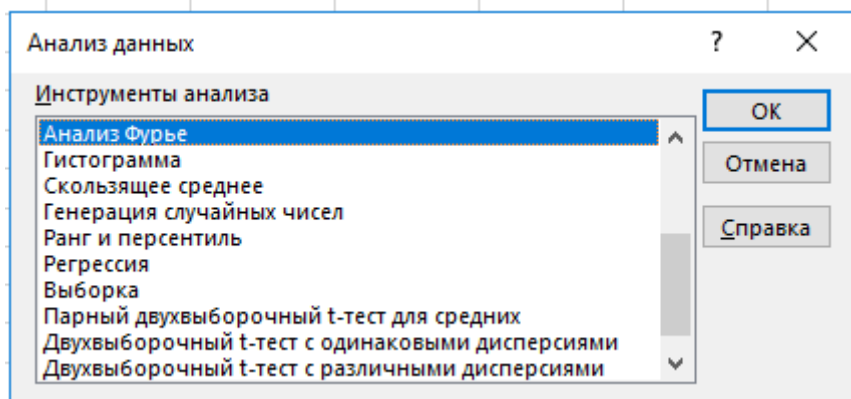 Анализ данных
?
Инструменты анализа
Анализ Фурье
Гистограмма
Скользящее среднее
Генерация случайных чисел
Ранг и персентиль
Регрессия
Выборка
Парный двухвыборочный t-тест для средних
Двухвыборочный t-тест с одинаковыми дисперсиями
Двухвыборочный t-тест с различными дисперсиями
ОК
Отмена
Справка